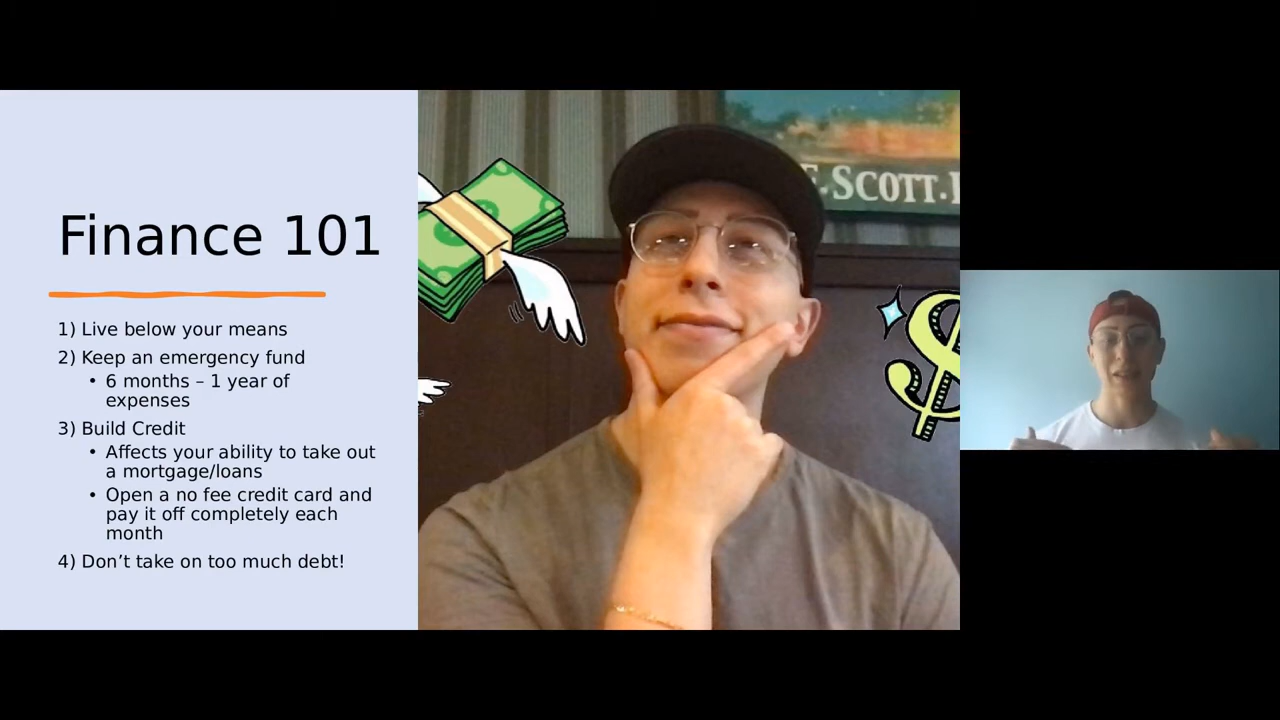 Finance 101
1) Live below your means
2) Keep an emergency fund
• 6 months – 1 year of
expenses
3) Build Credit
• Affects your ability to take out
a mortgage/loans
• Open a no fee credit card and
pay it off completely each
month
4) Don’t take on too much debt!
SCOTT